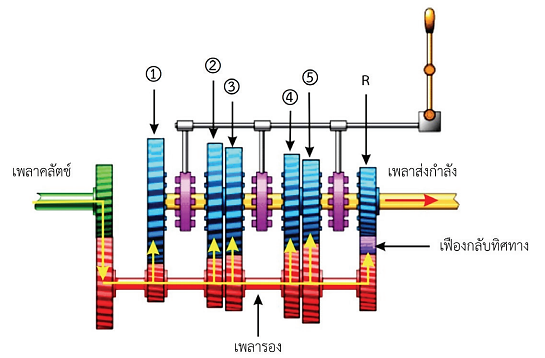 ① ② ③ ④ ⑤ R
เพลาคลัตช์
เพลาส่งกำลัง
เฟืองกลับทิศทาง
เพลารอง